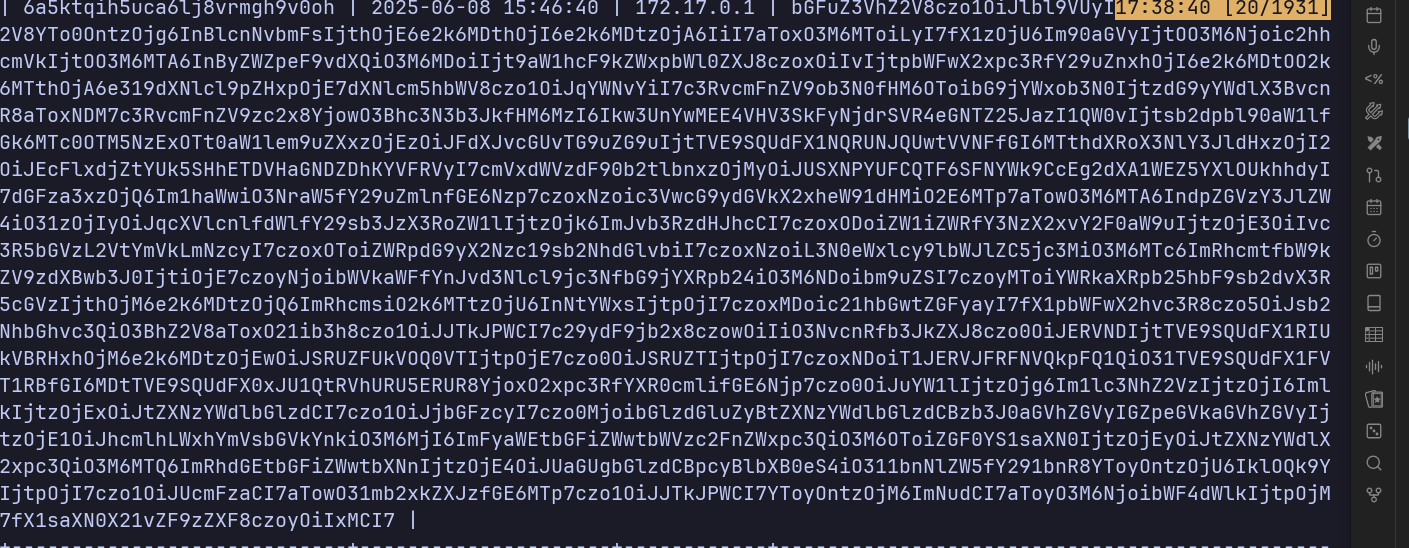 | 6a5ktqih5uca6lj8vrmgh9v0oh | 2025-06-08 15:46:40 | 172.17.0.1 | bGFuZ3VhZ2V8czo1OiJlbl9VUyI17:38:40 [20/1931]
2V8YTo0OntzOjg6InBlcnNvbmFsIjthOjE6e2k6MDthOjI6e2k6MDtzOjA6IiI7aToxO3M6MToiLyI7fX1zOjU6Im90aGVyIjtOO3M6Njoic2hh
cmVkIjtOO3M6MTA6InByZWZpeF9vdXQiO3M6MDoiIjt9aW1hcF9kZWxpbWl0ZXJ8czoxOiIvIjtpbWFwX2xpc3RfY29uZnxhOjI6e2k6MDtOO2k
6MTthOjA6e319dXNlcl9pZHxpOjE7dXNlcm5hbWV8czo1OiJqYWNvYiI7c3RvcmFnZV9ob3N0fHM6OToibG9jYWxob3N0IjtzdG9yYWdlX3Bvcn
R8aToxNDM7c3RvcmFnZV9zc2x8YjowO3Bhc3N3b3JkfHM6MzI6Ikw3UnYwMEE4VHV3SkFyNjdrSVR4eGNTZ25JazI1QW0vIjtsb2dpbl90aW1lf
Gk6MTc0OTM5NzExOTt0aW1lem9uZXxzOjEzOiJFdXJvcGUvTG9uZG9uIjtTVE9SQUdFX1NQRUNJQUwtVVNFfGI6MTthdXRoX3NlY3JldHxzOjI2
OiJEcFlxdjZtYUk5SHhETDVHaGNDZDhKYVFRVyI7cmVxdWVzdF90b2tlbnxzOjMyOiJUSXNPYUFCQTF6SFNYWk9CcEg2dXA1WEZ5YXlOUkhhdyI
7dGFza3xzOjQ6Im1haWwiO3NraW5fY29uZmlnfGE6Nzp7czoxNzoic3VwcG9ydGVkX2xheW91dHMiO2E6MTp7aTowO3M6MTA6IndpZGVzY3JlZW
4iO31zOjIyOiJqcXVlcnlfdWlfY29sb3JzX3RoZW1lIjtzOjk6ImJvb3RzdHJhcCI7czoxODoiZW1iZWRfY3NzX2xvY2F0aW9uIjtzOjE3OiIvc
3R5bGVzL2VtYmVkLmNzcyI7czoxOToiZWRpdG9yX2Nzc19sb2NhdGlvbiI7czoxNzoiL3N0eWxlcy9lbWJlZC5jc3MiO3M6MTc6ImRhcmtfbW9k
ZV9zdXBwb3J0IjtiOjE7czoyNjoibWVkaWFfYnJvd3Nlcl9jc3NfbG9jYXRpb24iO3M6NDoibm9uZSI7czoyMToiYWRkaXRpb25hbF9sb2dvX3R
5cGVzIjthOjM6e2k6MDtzOjQ6ImRhcmsiO2k6MTtzOjU6InNtYWxsIjtpOjI7czoxMDoic21hbGwtZGFyayI7fX1pbWFwX2hvc3R8czo5OiJsb2
NhbGhvc3QiO3BhZ2V8aToxO21ib3h8czo1OiJJTkJPWCI7c29ydF9jb2x8czowOiIiO3NvcnRfb3JkZXJ8czo0OiJERVNDIjtTVE9SQUdFX1RIU
kVBRHxhOjM6e2k6MDtzOjEwOiJSRUZFUkVOQ0VTIjtpOjE7czo0OiJSRUZTIjtpOjI7czoxNDoiT1JERVJFRFNVQkpFQ1QiO31TVE9SQUdFX1FV
T1RBfGI6MDtTVE9SQUdFX0xJU1QtRVhURU5ERUR8YjoxO2xpc3RfYXR0cmlifGE6Njp7czo0OiJuYW1lIjtzOjg6Im1lc3NhZ2VzIjtzOjI6Iml
kIjtzOjExOiJtZXNzYWdlbGlzdCI7czo1OiJjbGFzcyI7czo0MjoibGlzdGluZyBtZXNzYWdlbGlzdCBzb3J0aGVhZGVyIGZpeGVkaGVhZGVyIj
tzOjE1OiJhcmlhLWxhYmVsbGVkYnkiO3M6MjI6ImFyaWEtbGFiZWwtbWVzc2FnZWxpc3QiO3M6OToiZGF0YS1saXN0IjtzOjEyOiJtZXNzYWdlX
2xpc3QiO3M6MTQ6ImRhdGEtbGFiZWwtbXNnIjtzOjE4OiJUaGUgbGlzdCBpcyBlbXB0eS4iO311bnNlZW5fY291bnR8YToyOntzOjU6IklOQk9Y
IjtpOjI7czo1OiJUcmFzaCI7aTowO31mb2xkZXJzfGE6MTp7czo1OiJJTkJPWCI7YToyOntzOjM6ImNudCI7aToyO3M6NjoibWF4dWlkIjtpOjM
7fX1saXN0X21vZF9zZXF8czoyOiIxMCI7 |